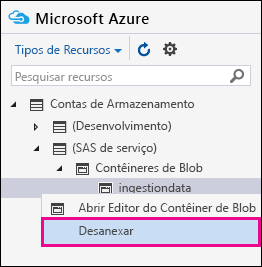 Microsoft Azure
Tipos de Recursos
Pesquisar recursos
Contas de Armazenamento
(Desenvolvimento)
(SAS de serviço)
Contêineres de Blob
ingestiondata
Abrir Editor do Contêiner de Blob
Desanexar